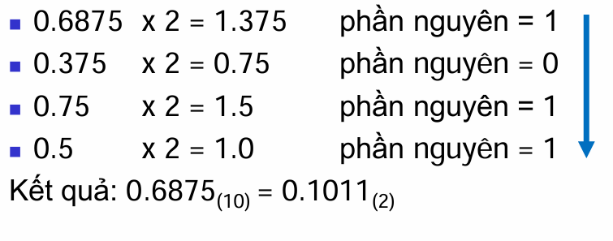 ▪ 0.6875 x 2 = 1.375 phần nguyên = 1
▪ 0.375 x 2 = 0.75 phần nguyên = 0
▪ 0.75 x 2 = 1.5 phần nguyên = 1
▪ 0.5 x 2 = 1.0 phần nguyên = 1
Kết quả: 0.6875(10) = 0.1011(2)